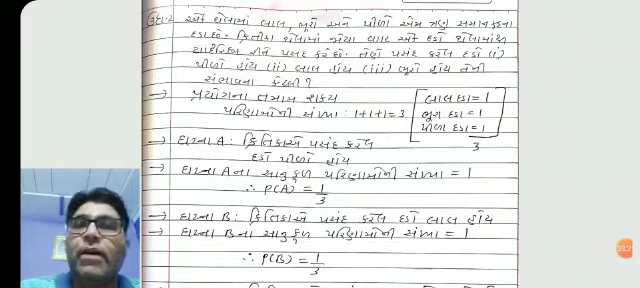 ઉદા-2 એક થેલામાં લાલ, ભૂરો અને પીળો એમ ત્રણ સમાન કદના
દડા છે. ક્રિતિકા થેલામાં જોયા વગર એક દડો થેલામાંથી
યાદચ્છિક રીતે પસંદ કરે છે. તેણે પસંદ કરેલ દડો (i)
પીળો હોય (ii) લાલ હોય (iii) ભૂરો હોય તેની
સંભાવના કેટલી?
→ પ્રયોગના તમામ શક્ય
પરિણામોની સંખ્યા : 1+1+1 = 3
લાલ દડા = 1
ભૂરા દડા = 1
પીળા દડા = 1
3
→ ઘટના A : ક્રિતિકાએ પસંદ કરેલ
દડો પીળો હોય
→ ઘટના A ના સાનુકૂળ પરિણામોની સંખ્યા = 1
∴ P(A) = 1/3
→ ઘટના B : ક્રિતિકાએ પસંદ કરેલ દડો લાલ હોય
→ ઘટના B ના સાનુકૂળ પરિણામોની સંખ્યા = 1
∴ P(B) = 1/3